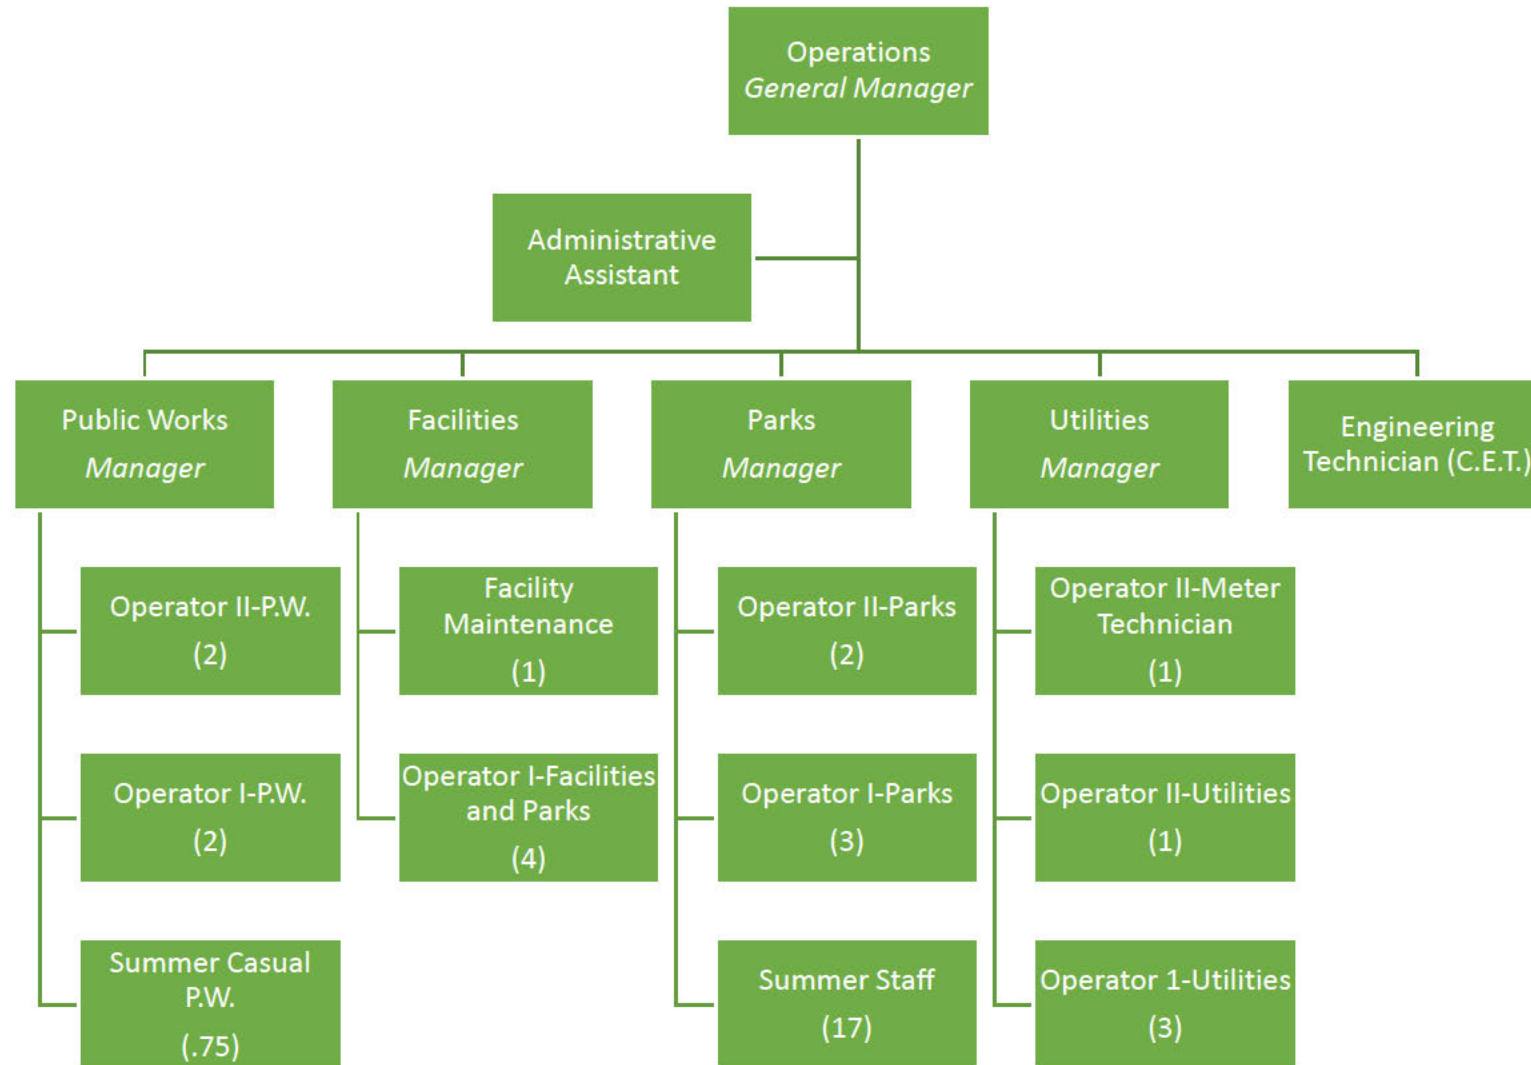 Operations
General Manager
Administrative
Assistant
Public Works
Manager
Facilities
Manager
Parks
Manager
Utilities
Manager
Engineering
Technician (C.E.T.)
Operator II-P.W.
(2)
Facility
Maintenance
(1)
Operator II-Parks
(2)
Operator II-Meter
Technician
(1)
Operator I-P.W.
(2)
Operator I-Facilities
and Parks
(4)
Operator I-Parks
(3)
Operator II-Utilities
(1)
Summer Casual
P.W.
(.75)
Summer Staff
(17)
Operator 1-Utilities
(3)